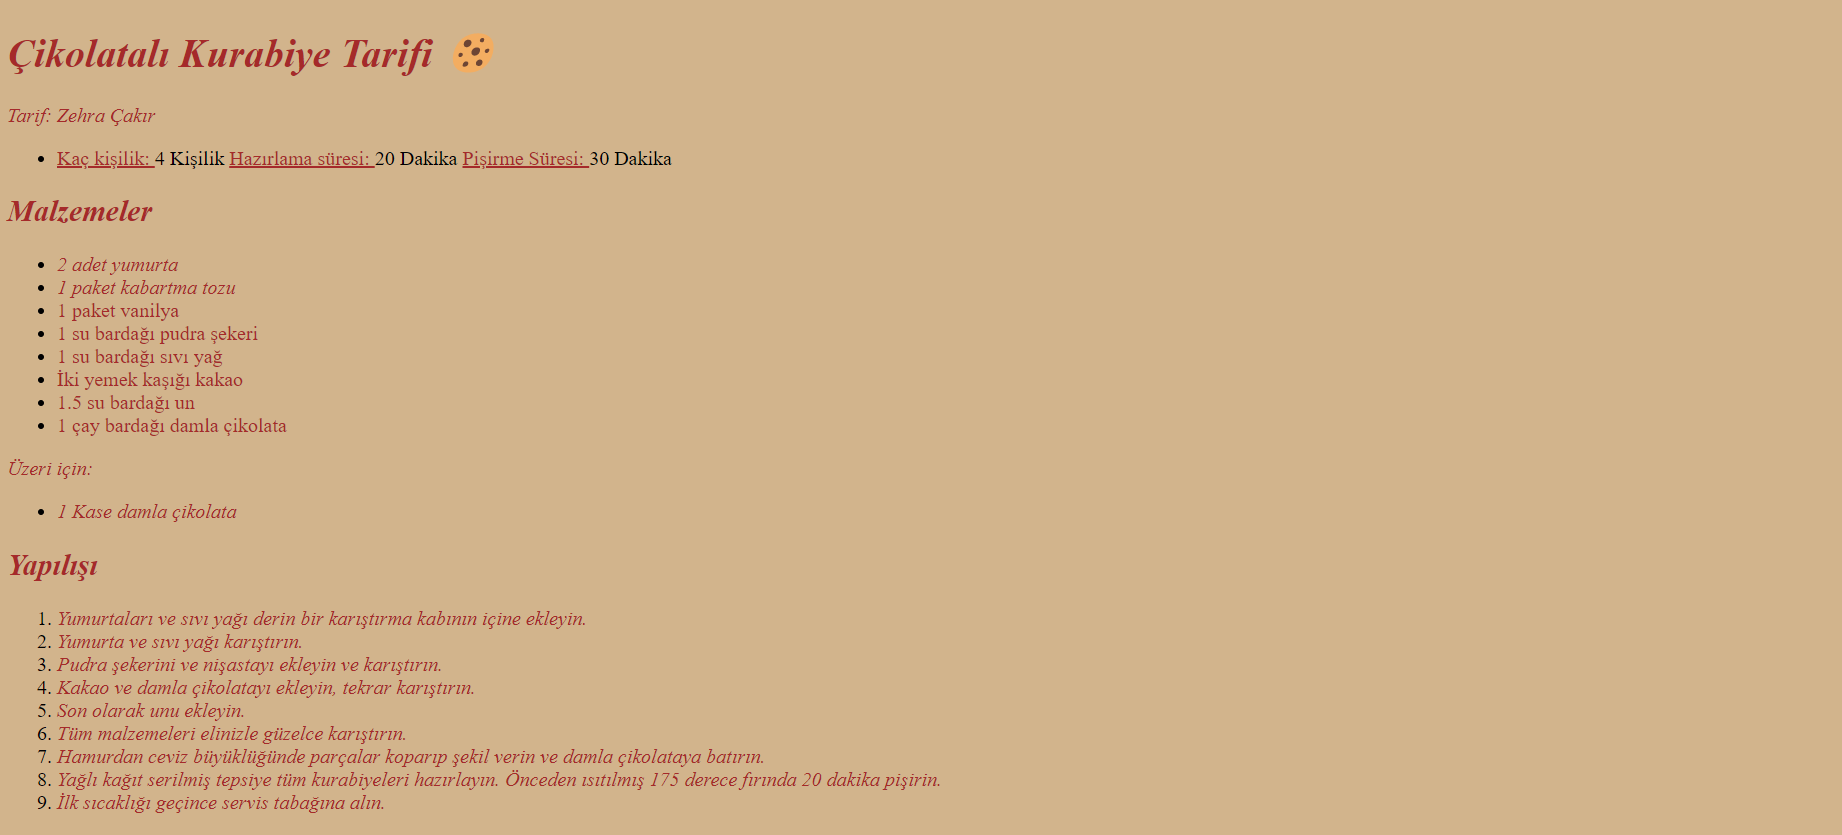 Çikolatalı Kurabiye Tarifi 🍪
Tarif: Zehra Çakır
• Kaç kişilik: 4 Kişilik Hazırlama süresi: 20 Dakika Pişirme Süresi: 30 Dakika
Malzemeler
• 2 adet yumurta
• 1 paket kabartma tozu
• 1 paket vanilya
• 1 su bardağı pudra şekeri
• 1 su bardağı sıvı yağ
• İki yemek kaşığı kakao
• 1.5 su bardağı un
• 1 çay bardağı damla çikolata
Üzeri için:
• 1 Kase damla çikolata
Yapılışı
1. Yumurtaları ve sıvı yağı derin bir karıştırma kabının içine ekleyin.
2. Yumurta ve sıvı yağı karıştırın.
3. Pudra şekerini ve nişastayı ekleyin ve karıştırın.
4. Kakao ve damla çikolatayı ekleyin, tekrar karıştırın.
5. Son olarak unu ekleyin.
6. Tüm malzemeleri elinizle güzelce karıştırın.
7. Hamurdan ceviz büyüklüğünde parçalar koparıp şekil verin ve damla çikolataya batırın.
8. Yağlı kağıt serilmiş tepsiye tüm kurabiyeleri hazırlayın. Önceden ısıtılmış 175 derece fırında 20 dakika pişirin.
9. İlk sıcaklığı geçince servis tabağına alın.